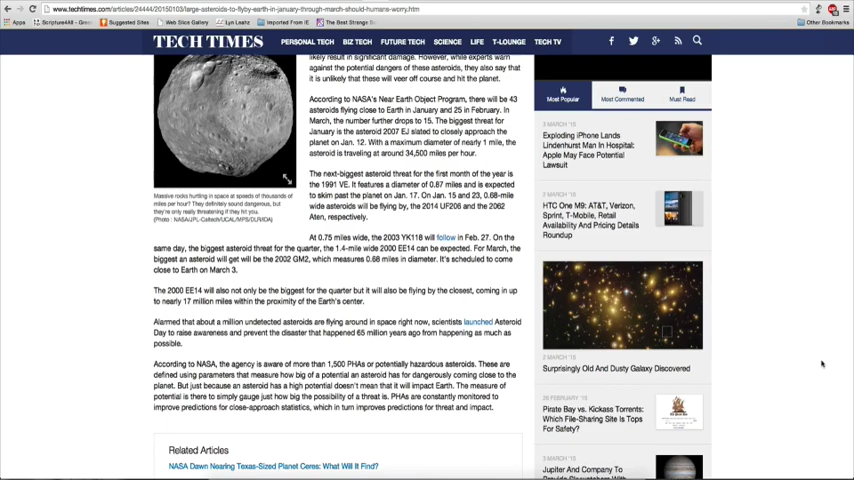 www.techtimes.com/articles/24444/20150103/large-asteroids-to-flyby-earth-in-january-through-march-should-humans-worry.htm
Apps
Scripture4All - Gree
Suggested Sites
Web Slice Gallery
Lyn Leahz
Imported From IE
The Best Strange Bo
Other Bookmarks
TECH TIMES
PERSONAL TECH
BIZ TECH
FUTURE TECH
SCIENCE
LIFE
T-LOUNGE
TECH TV
likely result in significant damage. However, while experts warn
against the potential dangers of these asteroids, they also say that
it is unlikely that these will veer off course and hit the planet.
According to NASA's Near Earth Object Program, there will be 43
asteroids flying close to Earth in January and 25 in February. In
March, the number further drops to 15. The biggest threat for
January is the asteroid 2007 EJ slated to closely approach the
planet on Jan. 12. With a maximum diameter of nearly 1 mile, the
asteroid is traveling at around 34,500 miles per hour.
Massive rocks hurtling in space at speeds of thousands of
miles per hour? They definitely sound dangerous, but
they're only really threatening if they hit you.
(Photo : NASA/JPL-Caltech/UCAL/MPS/DLR/IDA)
The next-biggest asteroid threat for the first month of the year is
the 1991 VE. It features a diameter of 0.87 miles and is expected
to skim past the planet on Jan. 17. On Jan. 15 and 23, 0.68-mile
wide asteroids will be flying by, the 2014 UF206 and the 2062
Aten, respectively.
At 0.75 miles wide, the 2003 YK118 will follow in Feb. 27. On the
same day, the biggest asteroid threat for the quarter, the 1.4-mile wide 2000 EE14 can be expected. For March, the
biggest an asteroid will get will be the 2002 GM2, which measures 0.68 miles in diameter. It's scheduled to come
close to Earth on March 3.
The 2000 EE14 will also not only be the biggest for the quarter but it will also be flying by the closest, coming in up
to nearly 17 million miles within the proximity of the Earth's center.
Alarmed that about a million undetected asteroids are flying around in space right now, scientists launched Asteroid
Day to raise awareness and prevent the disaster that happened 65 million years ago from happening as much as
possible.
According to NASA, the agency is aware of more than 1,500 PHAs or potentially hazardous asteroids. These are
defined using parameters that measure how big of a potential an asteroid has for dangerously coming close to the
planet. But just because an asteroid has a high potential doesn't mean that it will impact Earth. The measure of
potential is there to simply gauge just how big the possibility of a threat is. PHAs are constantly monitored to
improve predictions for close-approach statistics, which in turn improves predictions for threat and impact.
Related Articles
NASA Dawn Nearing Texas-Sized Planet Ceres: What Will It Find?
Most Popular
Most Commented
Must Read
3 MARCH '15
Exploding iPhone Lands
Lindenhurst Man In Hospital:
Apple May Face Potential
Lawsuit
2 MARCH '15
HTC One M9: AT&T, Verizon,
Sprint, T-Mobile, Retail
Availability And Pricing Details
Roundup
2 MARCH '15
Surprisingly Old And Dusty Galaxy Discovered
28 FEBRUARY '15
Pirate Bay vs. Kickass Torrents:
Which File-Sharing Site Is Tops
For Safety?
3 MARCH '15
Jupiter And Company To